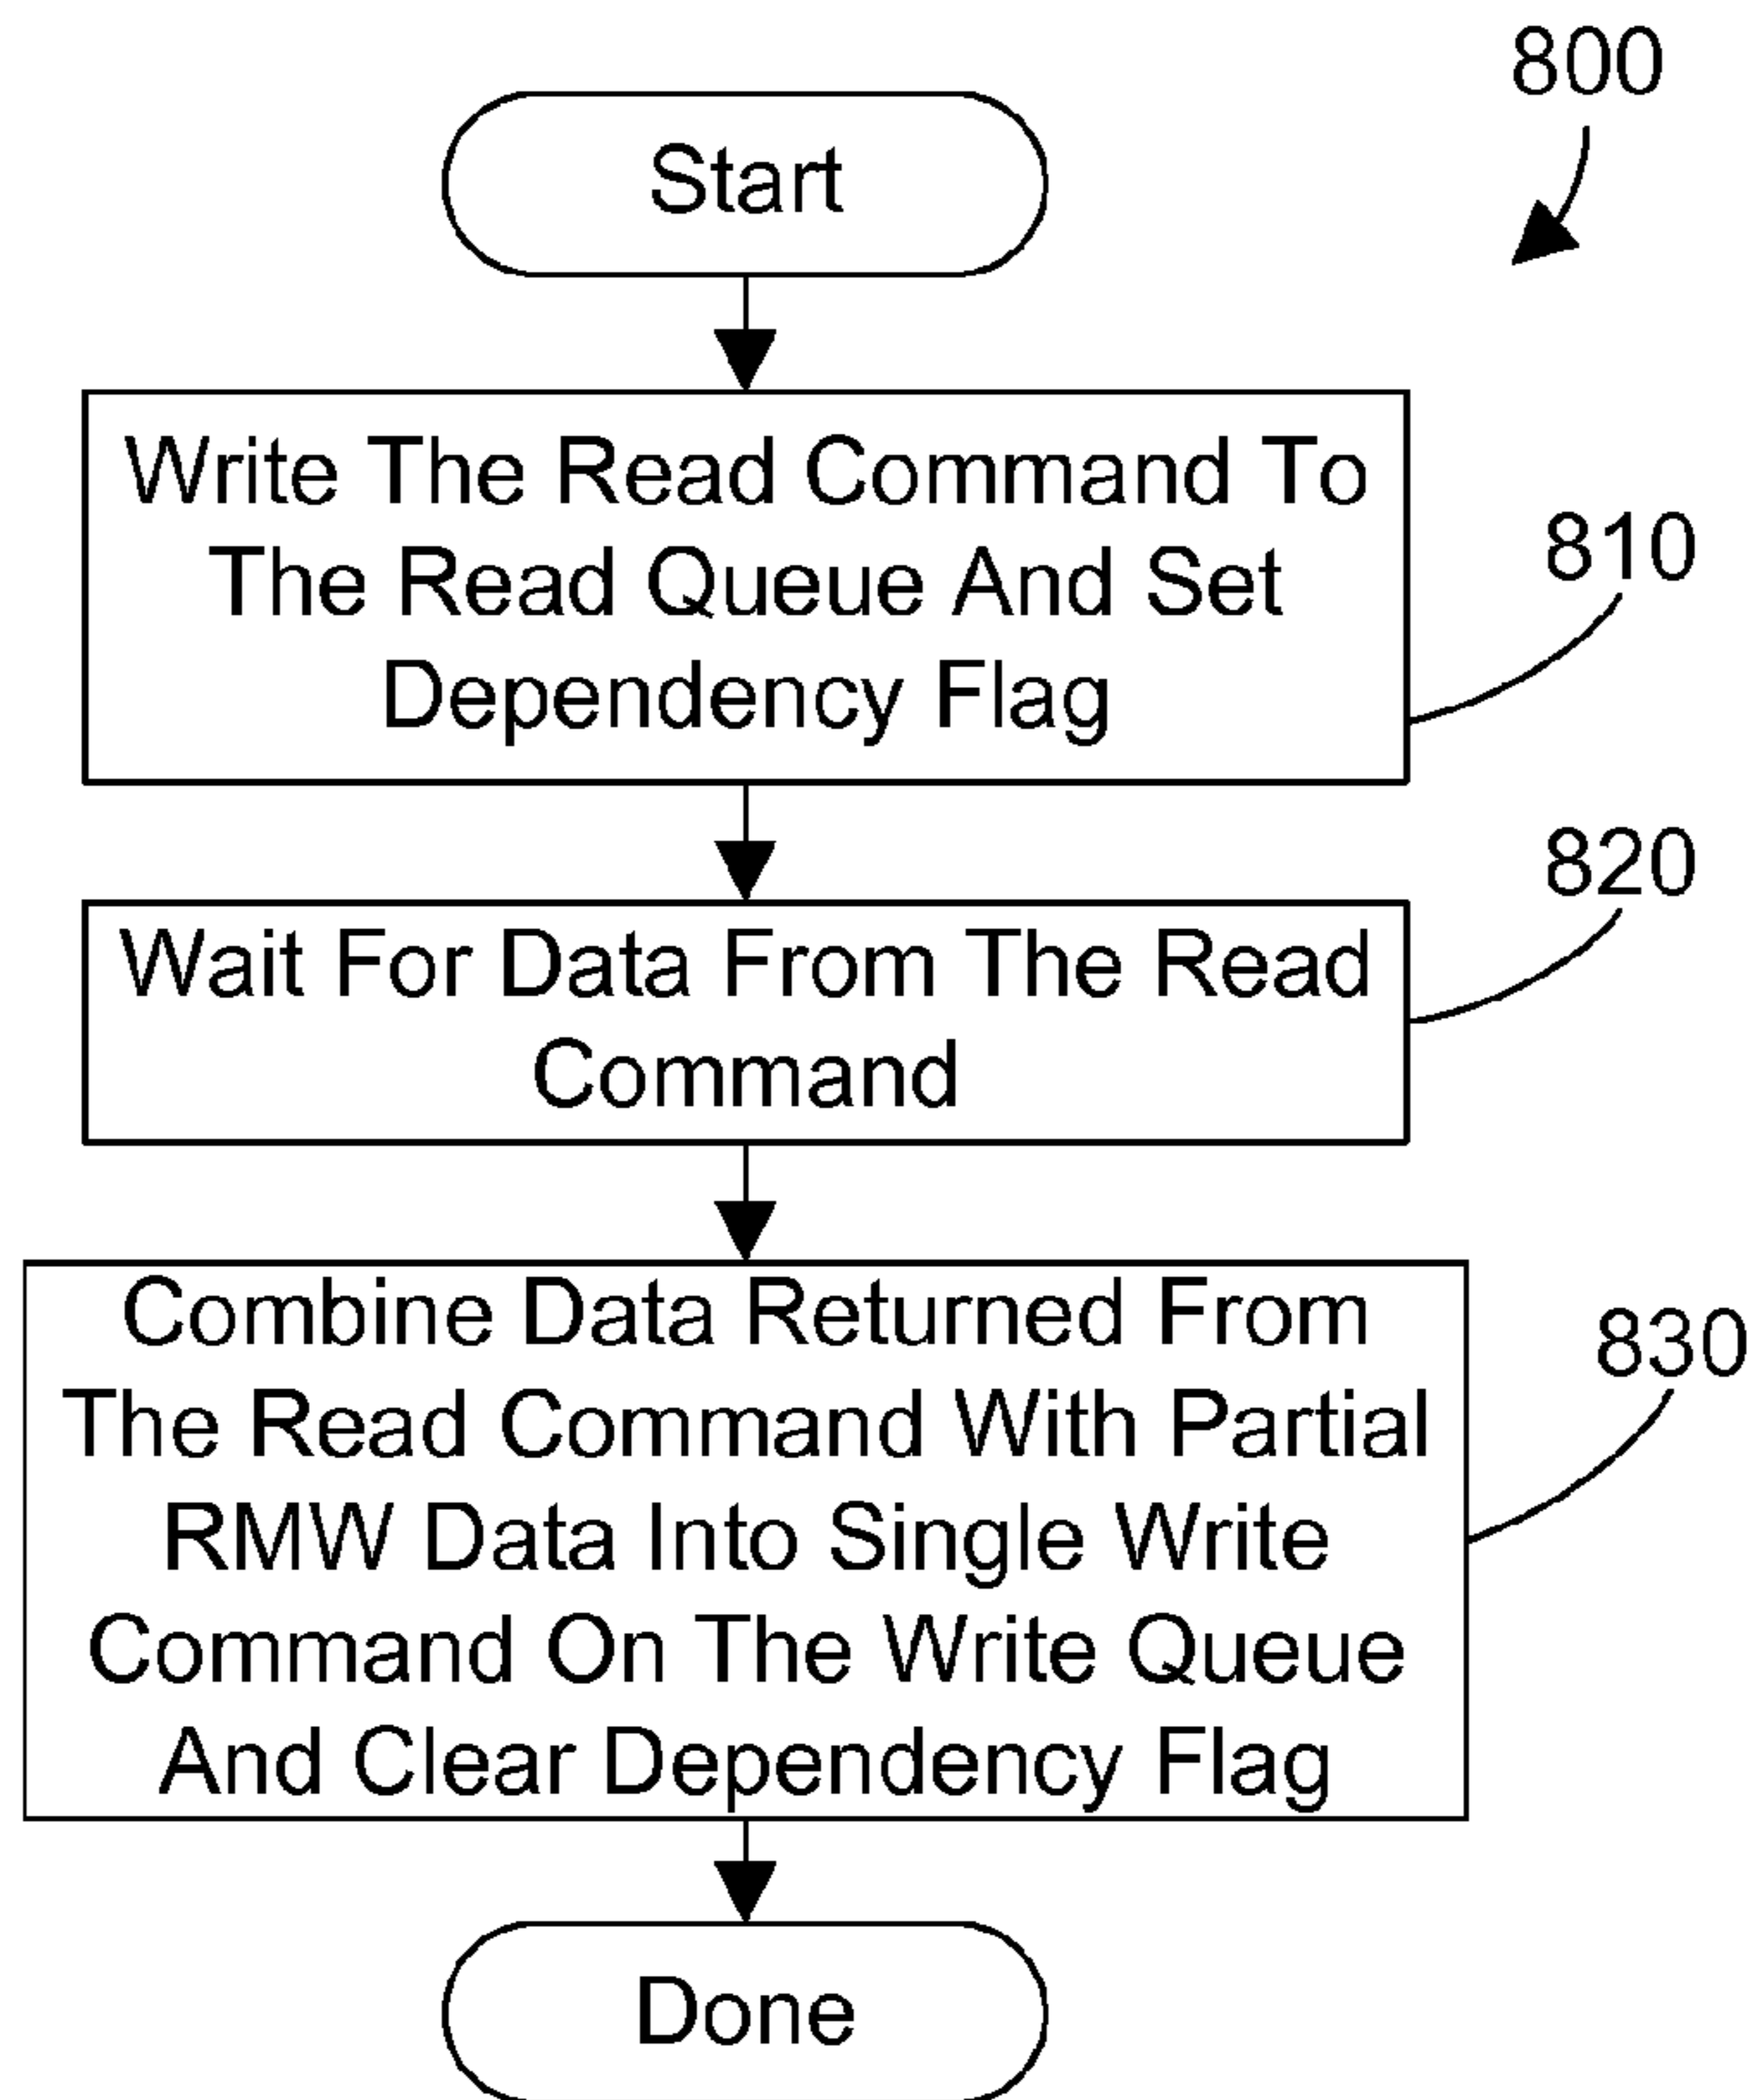 800
Start
Write The Read Command To
The Read Queue And Set
Dependency Flag
810
Wait For Data From The Read
Command
820
Combine Data Returned From
The Read Command With Partial
RMW Data Into Single Write
Command On The Write Queue
And Clear Dependency Flag
830
Done